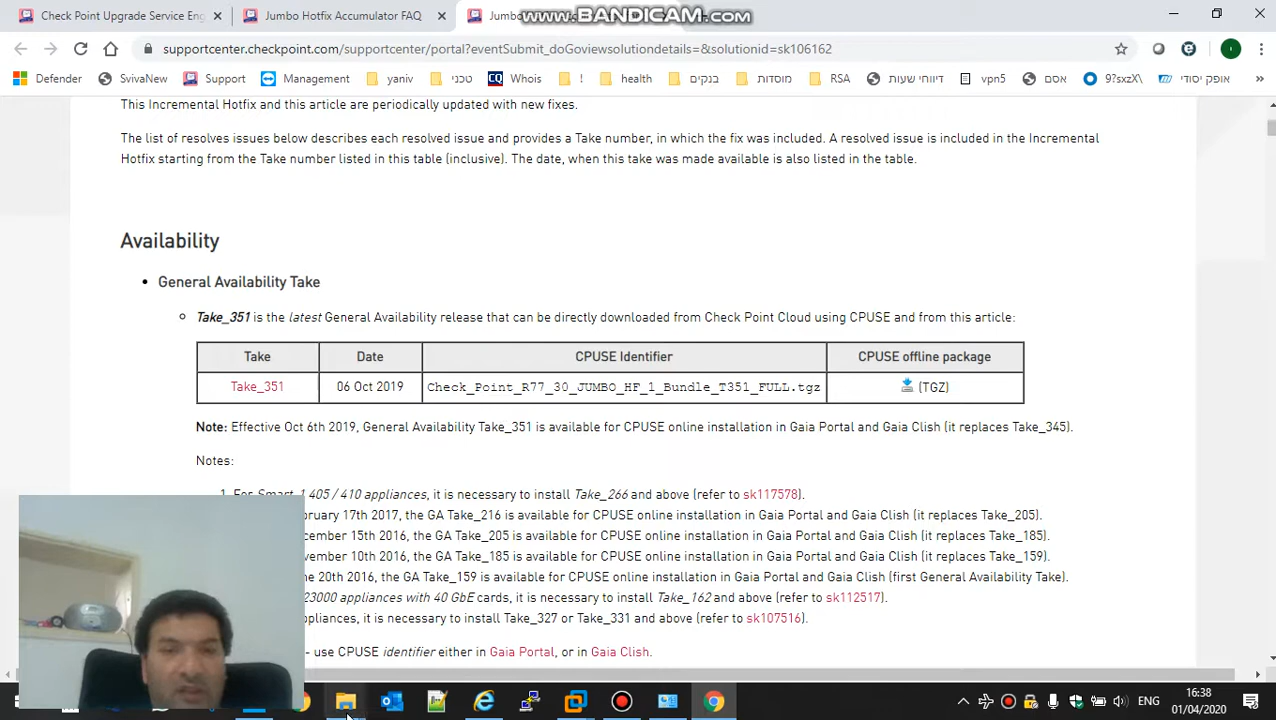 Check Point Upgrade Service Eng
Jumbo Hotfix Accumulator FAQ
Jumbo
www.BANDICAM.com
supportcenter.checkpoint.com/supportcenter/portal?eventSubmit_doGoviewsolutiondetails=&solutionid=sk106162
Defender SvivaNew Support Management yaniv טכני Whois ! health בנקים מוסדות RSA דיווחי שעות vpn5 אסם 9?sxzX\ אופק יסודי »
This Incremental Hotfix and this article are periodically updated with new fixes.
The list of resolves issues below describes each resolved issue and provides a Take number, in which the fix was included. A resolved issue is included in the Incremental
Hotfix starting from the Take number listed in this table (inclusive). The date, when this take was made available is also listed in the table.
Availability
• General Availability Take
Take_351 is the latest General Availability release that can be directly downloaded from Check Point Cloud using CPUSE and from this article:
Take Date CPUSE Identifier CPUSE offline package
Take_351 06 Oct 2019 Check_Point_R77_30_JUMBO_HF_1_Bundle_T351_FULL.tgz (TGZ)
Note: Effective Oct 6th 2019, General Availability Take_351 is available for CPUSE online installation in Gaia Portal and Gaia Clish (it replaces Take_345).
Notes:
1. For Smart-1 405 / 410 appliances, it is necessary to install Take_266 and above (refer to sk117578).
bruary 17th 2017, the GA Take_216 is available for CPUSE online installation in Gaia Portal and Gaia Clish (it replaces Take_205).
cember 15th 2016, the GA Take_205 is available for CPUSE online installation in Gaia Portal and Gaia Clish (it replaces Take_185).
vember 10th 2016, the GA Take_185 is available for CPUSE online installation in Gaia Portal and Gaia Clish (it replaces Take_159).
ne 20th 2016, the GA Take_159 is available for CPUSE online installation in Gaia Portal and Gaia Clish (first General Availability Take).
23000 appliances with 40 GbE cards, it is necessary to install Take_162 and above (refer to sk112517).
ppliances, it is necessary to install Take_327 or Take_331 and above (refer to sk107516).
- use CPUSE identifier either in Gaia Portal, or in Gaia Clish.
ENG
16:38
01/04/2020